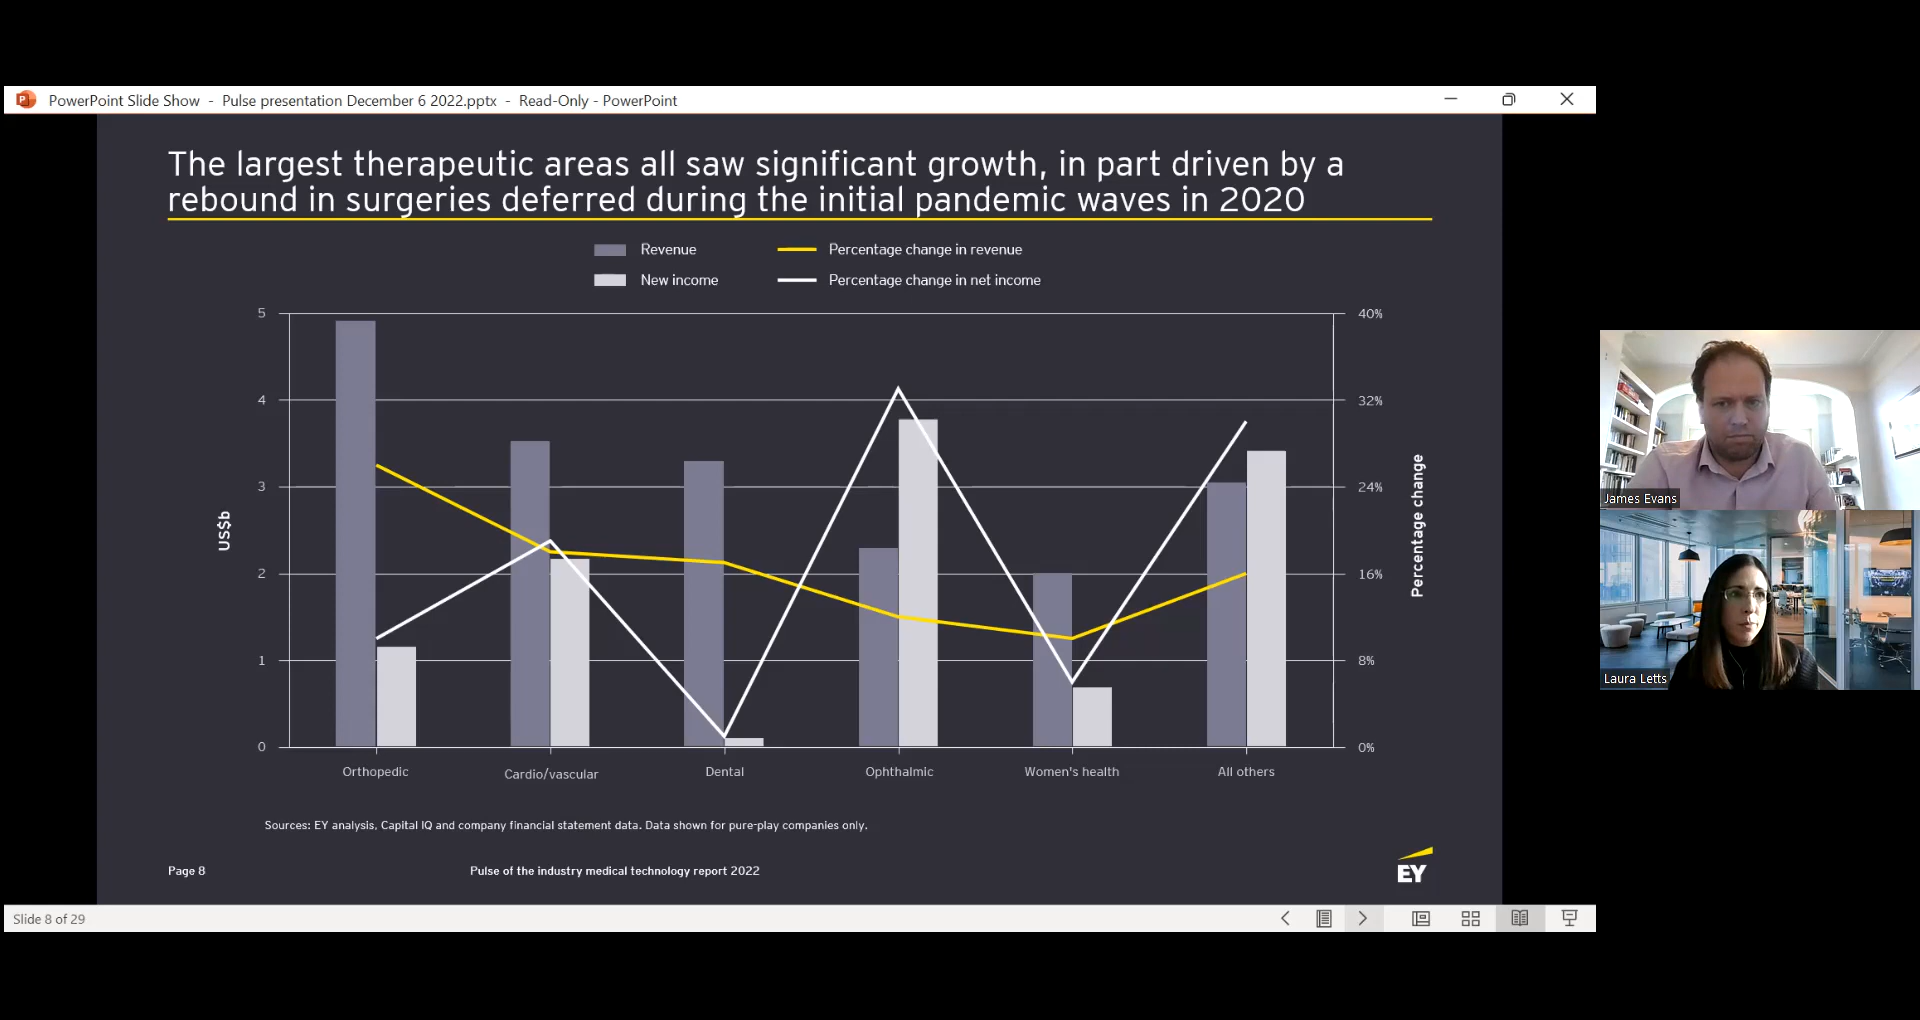 PowerPoint Slide Show - Pulse presentation December 6 2022.pptx - Read-Only - PowerPoint
The largest therapeutic areas all saw significant growth, in part driven by a
rebound in surgeries deferred during the initial pandemic waves in 2020
Revenue
Percentage change in revenue
New income
Percentage change in net income
US$b
5
4
3
2
1
0
40%
32%
24%
16%
8%
0%
Percentage change
Orthopedic
Cardio/vascular
Dental
Ophthalmic
Women's health
All others
Sources: EY analysis, Capital IQ and company financial statement data. Data shown for pure-play companies only.
Page 8
Pulse of the industry medical technology report 2022
EY
Slide 8 of 29
James Evans
Laura Letts